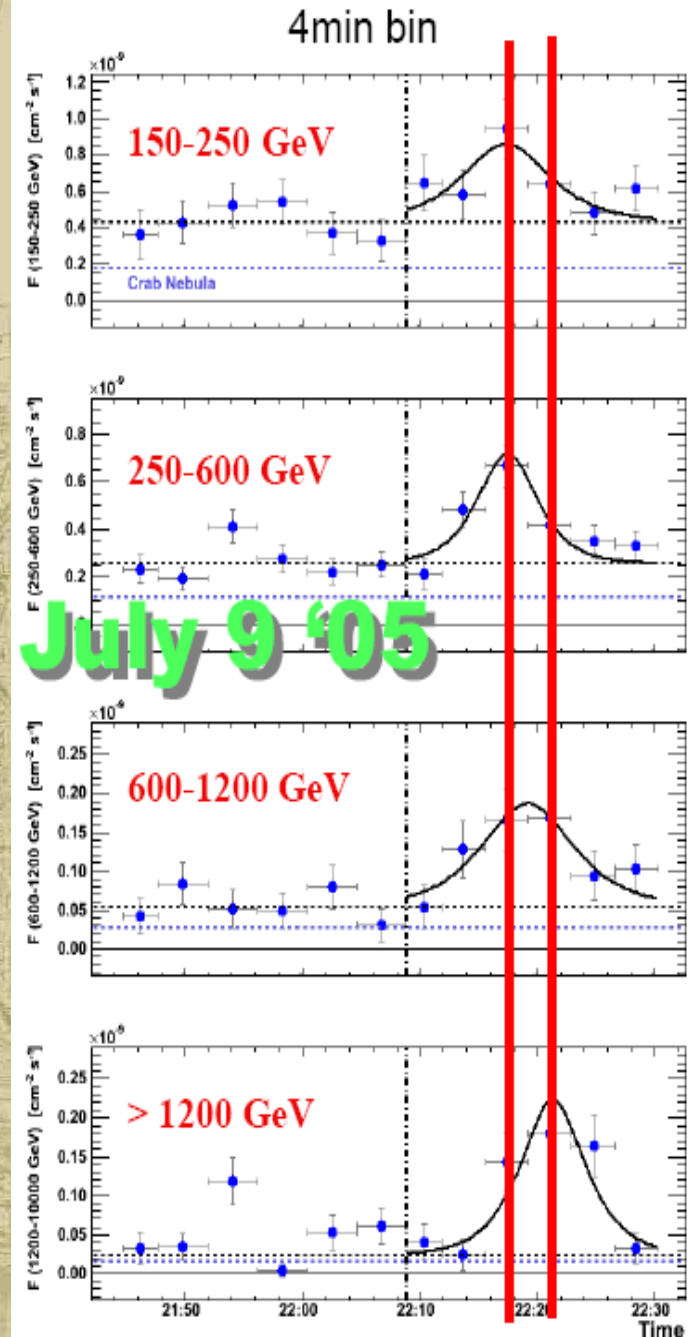 4min bin
×10⁻⁹
F (150-250 GeV) [cm⁻² s⁻¹]
1.2
1.0
0.8
0.6
0.4
0.2
0.0
150-250 GeV
Crab Nebula
×10⁻⁹
F (250-600 GeV) [cm⁻² s⁻¹]
0.8
0.6
0.4
0.2
250-600 GeV
July 9 '05
×10⁻⁹
F (600-1200 GeV) [cm⁻² s⁻¹]
0.25
0.20
0.15
0.10
0.05
0.00
600-1200 GeV
×10⁻⁹
F (1200-10000 GeV) [cm⁻² s⁻¹]
0.25
0.20
0.15
0.10
0.05
0.00
> 1200 GeV
21:50 22:00 22:10 22:20 22:30
Time